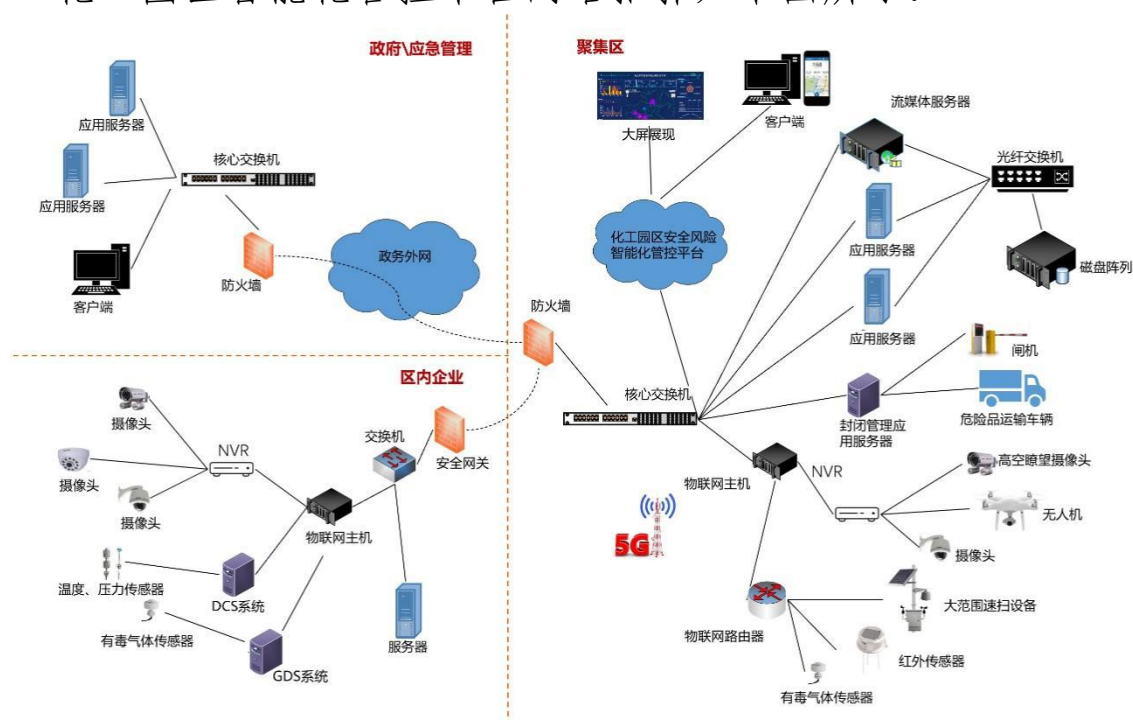 政府\应急管理
应用服务器
核心交换机
应用服务器
政务外网
防火墙
客户端
区内企业
摄像头
交换机
NVR
安全网关
摄像头
摄像头
物联网主机
温度、压力传感器
DCS系统
有毒气体传感器
服务器
GDS系统
聚集区
流媒体服务器
大屏展现
客户端
光纤交换机
化工园区安全风险
智能化管控平台
应用服务器
磁盘阵列
防火墙
应用服务器
闸机
核心交换机
封闭管理应
用服务器
危险品运输车辆
物联网主机
NVR
高空瞭望摄像头
5G
无人机
摄像头
大范围速扫设备
物联网路由器
红外传感器
有毒气体传感器